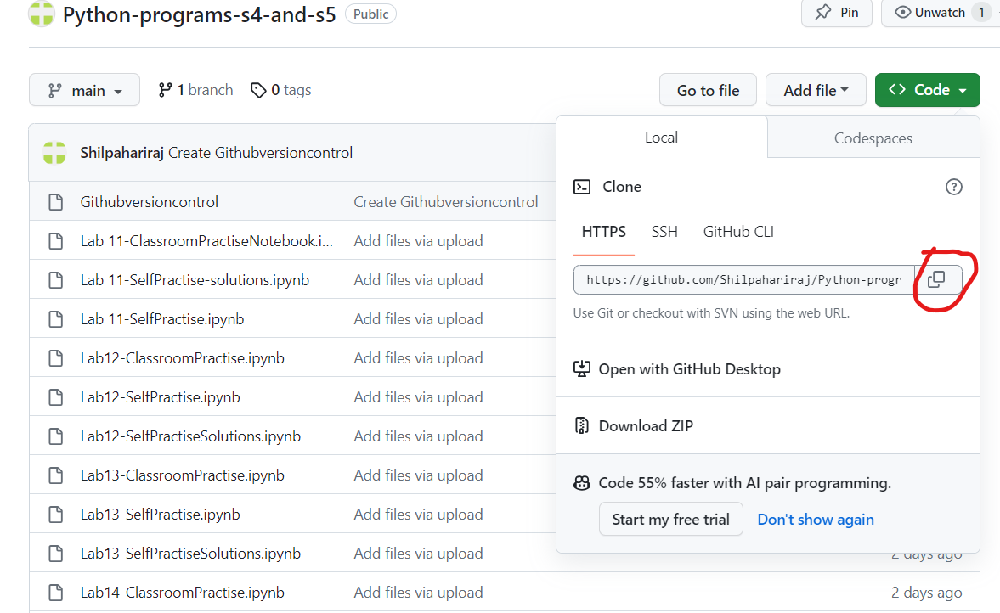 Python-programs-s4-and-s5 Public Pin Unwatch 1
main 1 branch 0 tags Go to file Add file Code
Shilpahariraj Create Githubversioncontrol
Githubversioncontrol Create Githubversioncontrol
Lab 11-ClassroomPractiseNotebook.i... Add files via upload
Lab 11-SelfPractise-solutions.ipynb Add files via upload
Lab 11-SelfPractise.ipynb Add files via upload
Lab12-ClassroomPractise.ipynb Add files via upload
Lab12-SelfPractise.ipynb Add files via upload
Lab12-SelfPractiseSolutions.ipynb Add files via upload
Lab13-ClassroomPractise.ipynb Add files via upload
Lab13-SelfPractise.ipynb Add files via upload
Lab13-SelfPractiseSolutions.ipynb Add files via upload 2 days ago
Lab14-ClassroomPractise.ipynb Add files via upload 2 days ago
Local Codespaces
Clone
HTTPS SSH GitHub CLI
https://github.com/Shilpahariraj/Python-progr
Use Git or checkout with SVN using the web URL.
Open with GitHub Desktop
Download ZIP
Code 55% faster with AI pair programming.
Start my free trial Don't show again